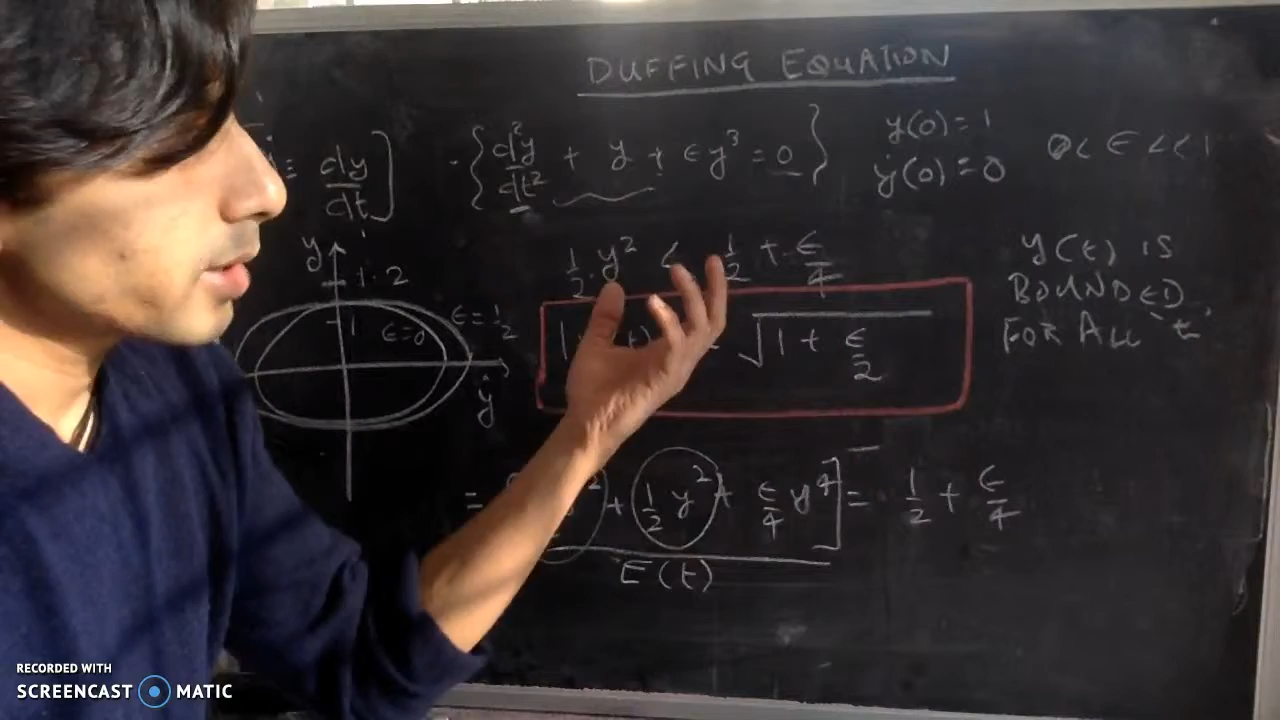 DUFFING EQUATION
≡ dy/dt ]
{ d²y/dt² + y + εy³ = 0 }
y(0) = 1
ẏ(0) = 0
0 < ε << 1
1/2 . y² < 1/2 + ε/4
√1 + ε/2
y(t) IS
BOUNDED
FOR ALL t
y
1.2
1
ε=0
ε=1/2
ẏ
= ² + 1/2 y² + ε/4 y⁴ ] = 1/2 + ε/4
E(t)
RECORDED WITH
SCREENCAST O MATIC